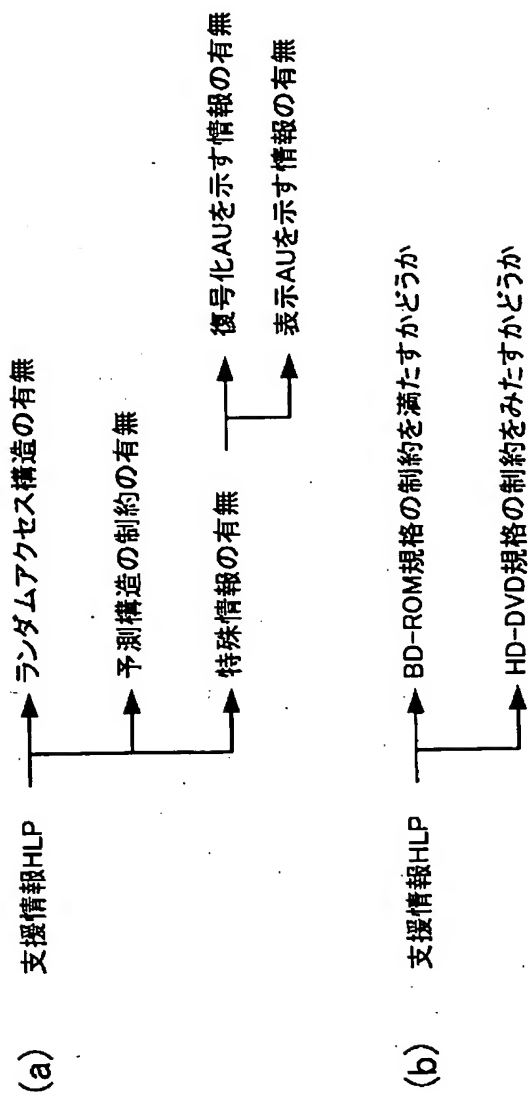 (a)
支援情報HLP
ランダムアクセス構造の有無
予測構造の制約の有無
特殊情報の有無
復号化AUを示す情報の有無
表示AUを示す情報の有無
(b)
支援情報HLP
BD-ROM規格の制約を満たすかどうか
HD-DVD規格の制約をみたすかどうか